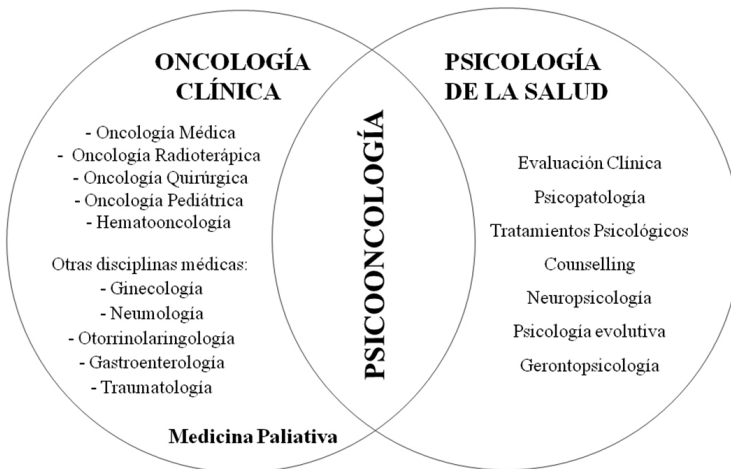 ONCOLOGÍA
CLÍNICA
- Oncología Médica
- Oncología Radioterápica
- Oncología Quirúrgica
- Oncología Pediátrica
- Hematooncología
Otras disciplinas médicas:
- Ginecología
- Neumología
- Otorrinolaringología
- Gastroenterología
- Traumatología
Medicina Paliativa
PSICOONCOLOGÍA
PSICOLOGÍA
DE LA SALUD
Evaluación Clínica
Psicopatología
Tratamientos Psicológicos
Counselling
Neuropsicología
Psicología evolutiva
Gerontopsicología